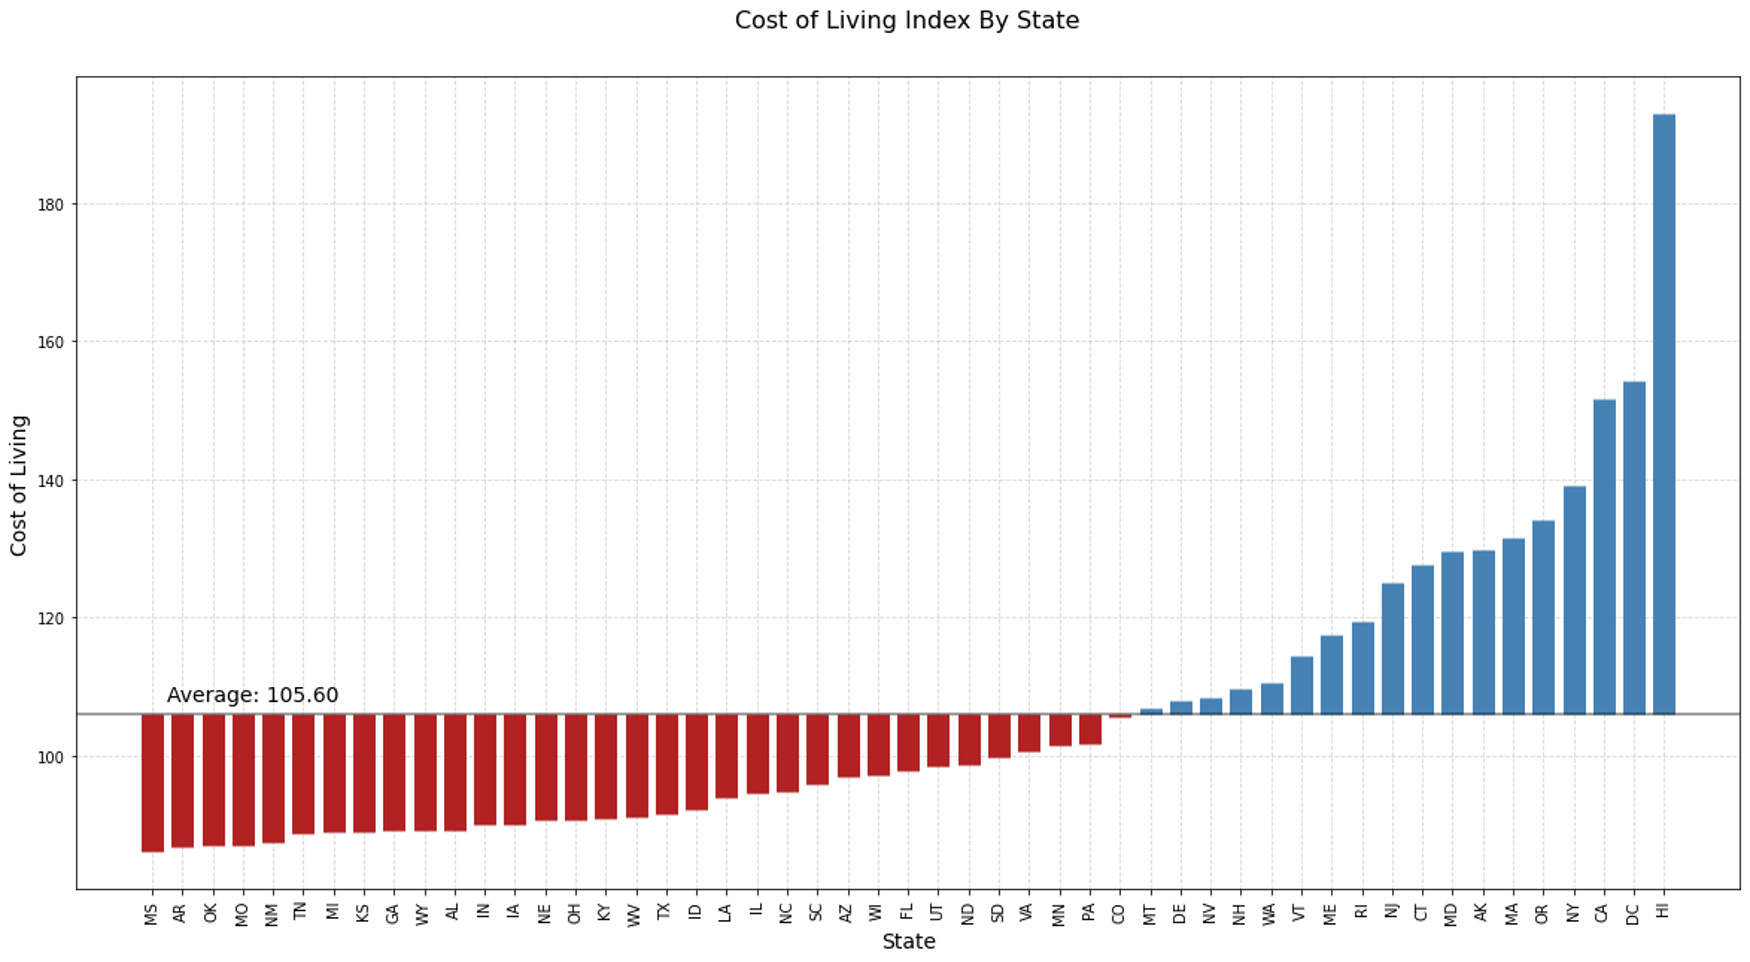 Cost of Living Index By State
Cost of Living
180
160
140
120
100
Average: 105.60
MS AR OK MO NM TN MI KS GA WY AL IN IA NE OH KY WV TX ID LA IL NC SC AZ WI FL UT ND SD VA MN PA CO MT DE NV NH WA VT ME RI NJ CT MD AK MA OR NY CA DC HI
State